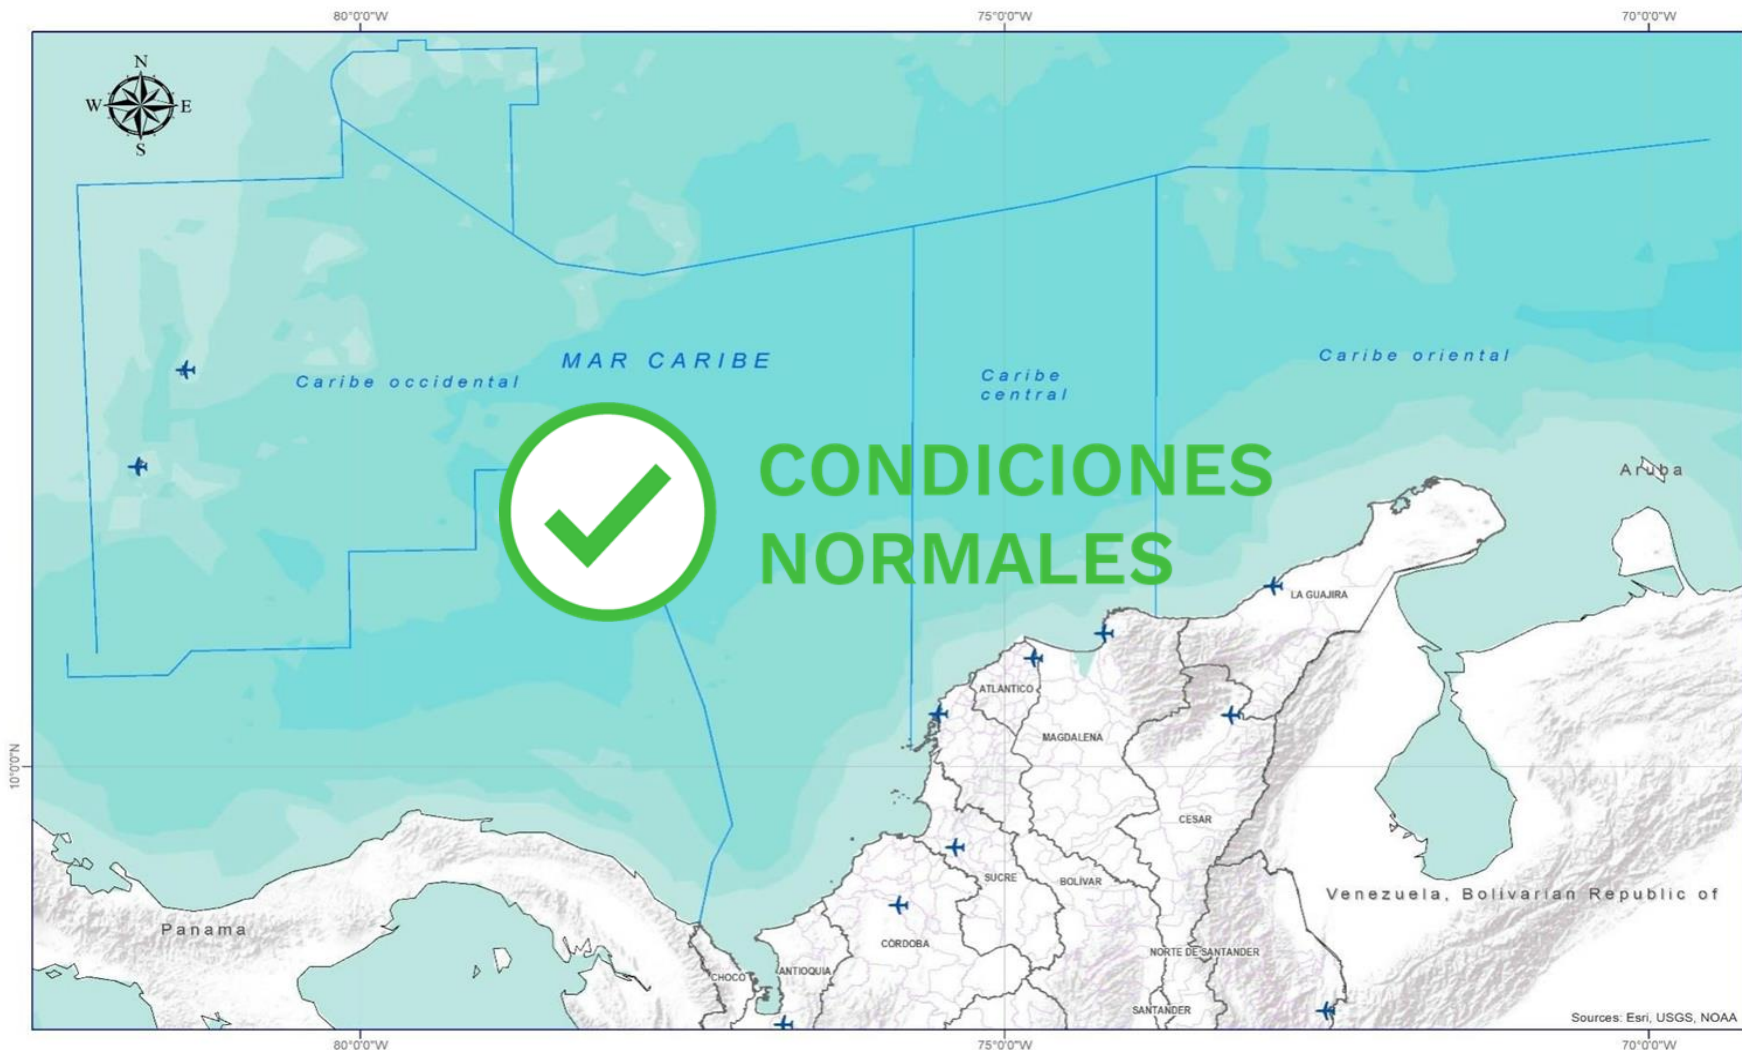 80°0'0"W
75°0'0"W
70°0'0"W
N
W
E
S
MAR CARIBE
Caribe occidental
Caribe
central
Caribe oriental
CONDICIONES
NORMALES
Aruba
LA GUAJIRA
ATLANTICO
MAGDALENA
10°0'0"N
CESAR
SUCRE
BOLÍVAR
Venezuela, Bolivarian Republic of
Panama
CÓRDOBA
NORTE DE SANTANDER
CHOCO
ANTIOQUIA
SANTANDER
Sources: Esri, USGS, NOAA
80°0'0"W
75°0'0"W
70°0'0"W